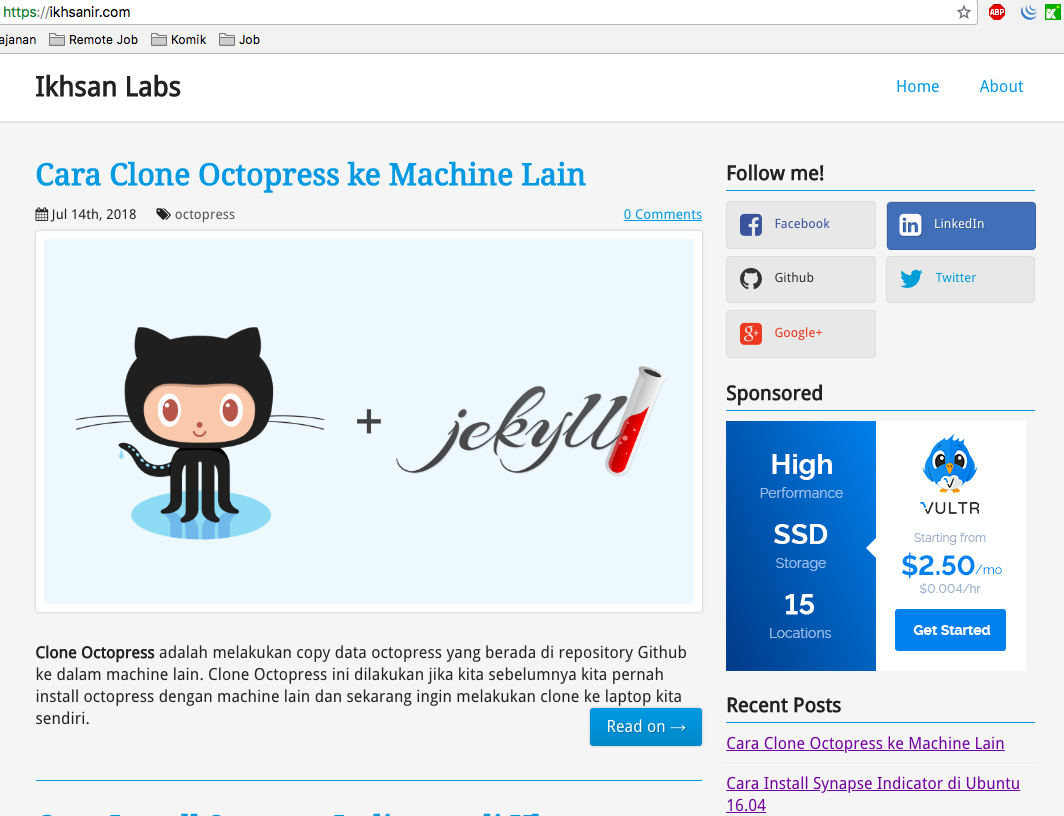 https://ikhsanir.com
ABP
ajanan Remote Job Komik Job
Ikhsan Labs
Home About
Cara Clone Octopress ke Machine Lain
Jul 14th, 2018 octopress 0 Comments
+ jekyll
Clone Octopress adalah melakukan copy data octopress yang berada di repository Github
ke dalam machine lain. Clone Octopress ini dilakukan jika kita sebelumnya kita pernah
install octopress dengan machine lain dan sekarang ingin melakukan clone ke laptop kita
sendiri.
Read on →
Follow me!
Facebook
in LinkedIn
Github
Twitter
g+ Google+
Sponsored
High
Performance
SSD
Storage
15
Locations
VULTR
Starting from
$2.50/mo
$0.004/hr
Get Started
Recent Posts
Cara Clone Octopress ke Machine Lain
Cara Install Synapse Indicator di Ubuntu
16.04